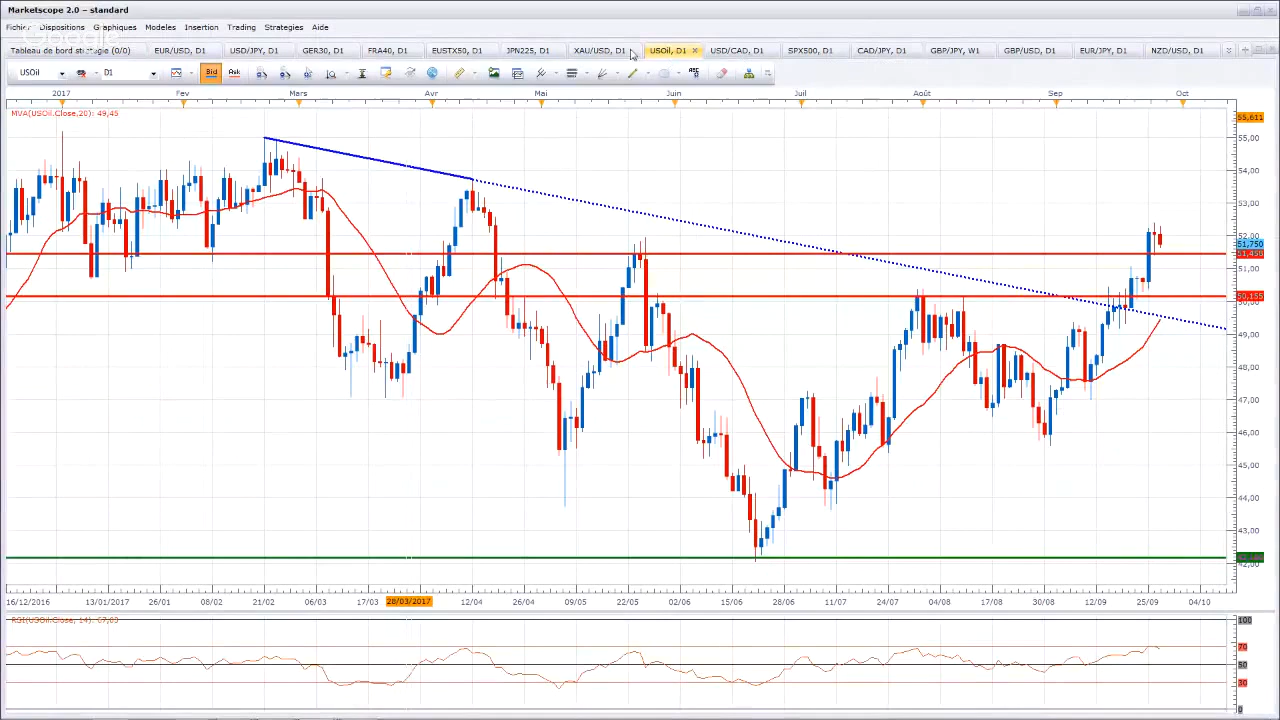 Marketscope 2.0 – standard
Fichier Dispositions Graphiques Modeles Insertion Trading Strategies Aide
Tableau de bord stratégie (0/0) EUR/USD, D1 USD/JPY, D1 GER30, D1 FRA40, D1 EUSTX50, D1 JPN225, D1 XAU/USD, D1 USOil, D1 USD/CAD, D1 SPX500, D1 CAD/JPY, D1 GBP/JPY, W1 GBP/USD, D1 EUR/JPY, D1 NZD/USD, D1
USOil D1 Bid Ask
2017 Fev Mars Avr Mai Juin Juil Août Sep Oct
MVA(USOil.Close,20): 49,45
55,611
55,00
54,00
53,00
52,00
51,750
51,450
51,00
50,155
50,00
49,00
48,00
47,00
46,00
45,00
44,00
43,00
42,00
16/12/2016 13/01/2017 26/01 08/02 21/02 06/03 17/03 28/03/2017 12/04 26/04 09/05 22/05 02/06 15/06 28/06 11/07 24/07 04/08 17/08 30/08 12/09 25/09 04/10
RSI(USOil.Close, 14): 67,03
100
70
50
30
0